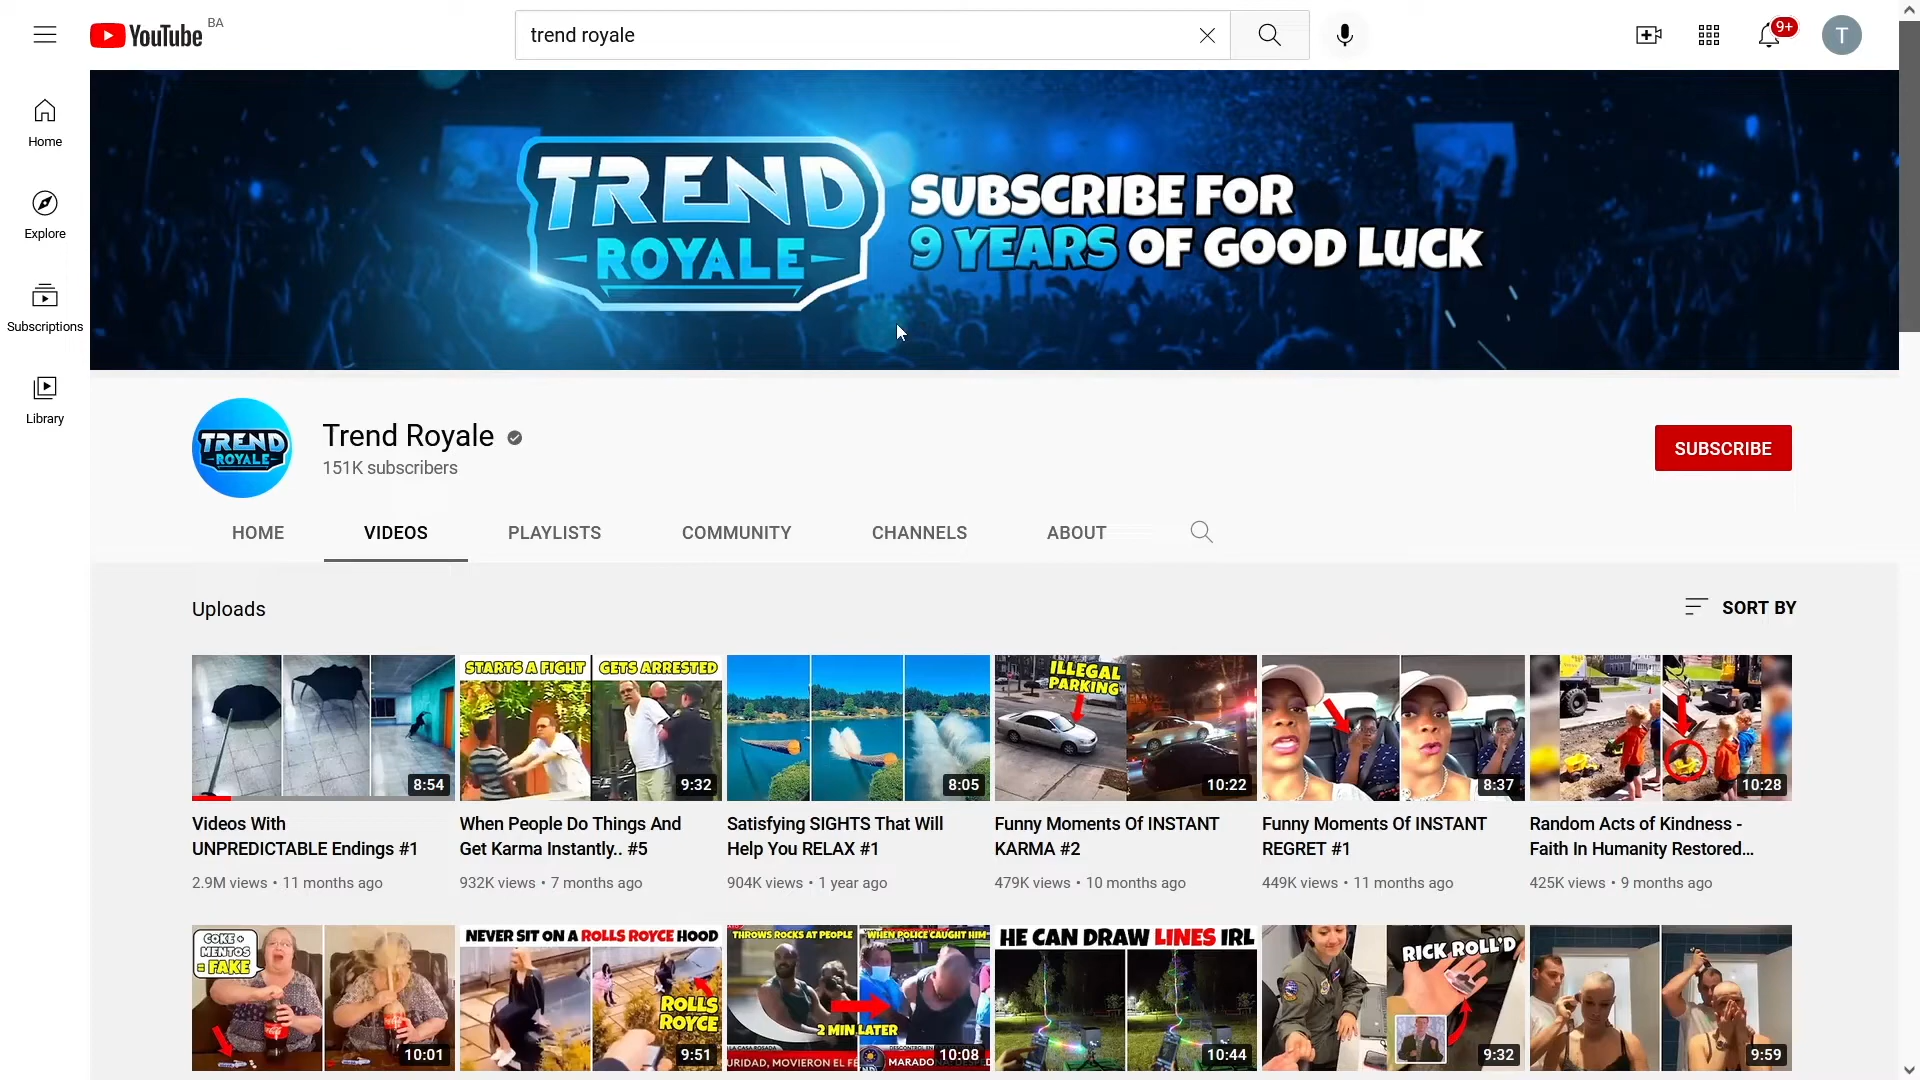 YouTube BA
trend royale
9+
T
Home
Explore
Subscriptions
Library
TREND
ROYALE
SUBSCRIBE FOR
9 YEARS OF GOOD LUCK
TREND
ROYALE
Trend Royale
151K subscribers
SUBSCRIBE
HOME
VIDEOS
PLAYLISTS
COMMUNITY
CHANNELS
ABOUT
Uploads
SORT BY
8:54
Videos With
UNPREDICTABLE Endings #1
2.9M views • 11 months ago
STARTS A FIGHT
GETS ARRESTED
9:32
When People Do Things And
Get Karma Instantly.. #5
932K views • 7 months ago
8:05
Satisfying SIGHTS That Will
Help You RELAX #1
904K views • 1 year ago
ILLEGAL
PARKING
10:22
Funny Moments Of INSTANT
KARMA #2
479K views • 10 months ago
8:37
Funny Moments Of INSTANT
REGRET #1
449K views • 11 months ago
10:28
Random Acts of Kindness -
Faith In Humanity Restored...
425K views • 9 months ago
COKE +
MENTOS
= FAKE
10:01
NEVER SIT ON A ROLLS ROYCE HOOD
ROLLS
ROYCE
9:51
THROWS ROCKS AT PEOPLE
WHEN POLICE CAUGHT HIM
2 MIN LATER
LA CASA ROSADA
URIDAD, MOVIERON EL FÉ
MARADO
10:08
HE CAN DRAW LINES IRL
10:44
RICK ROLL'D
9:32
9:59